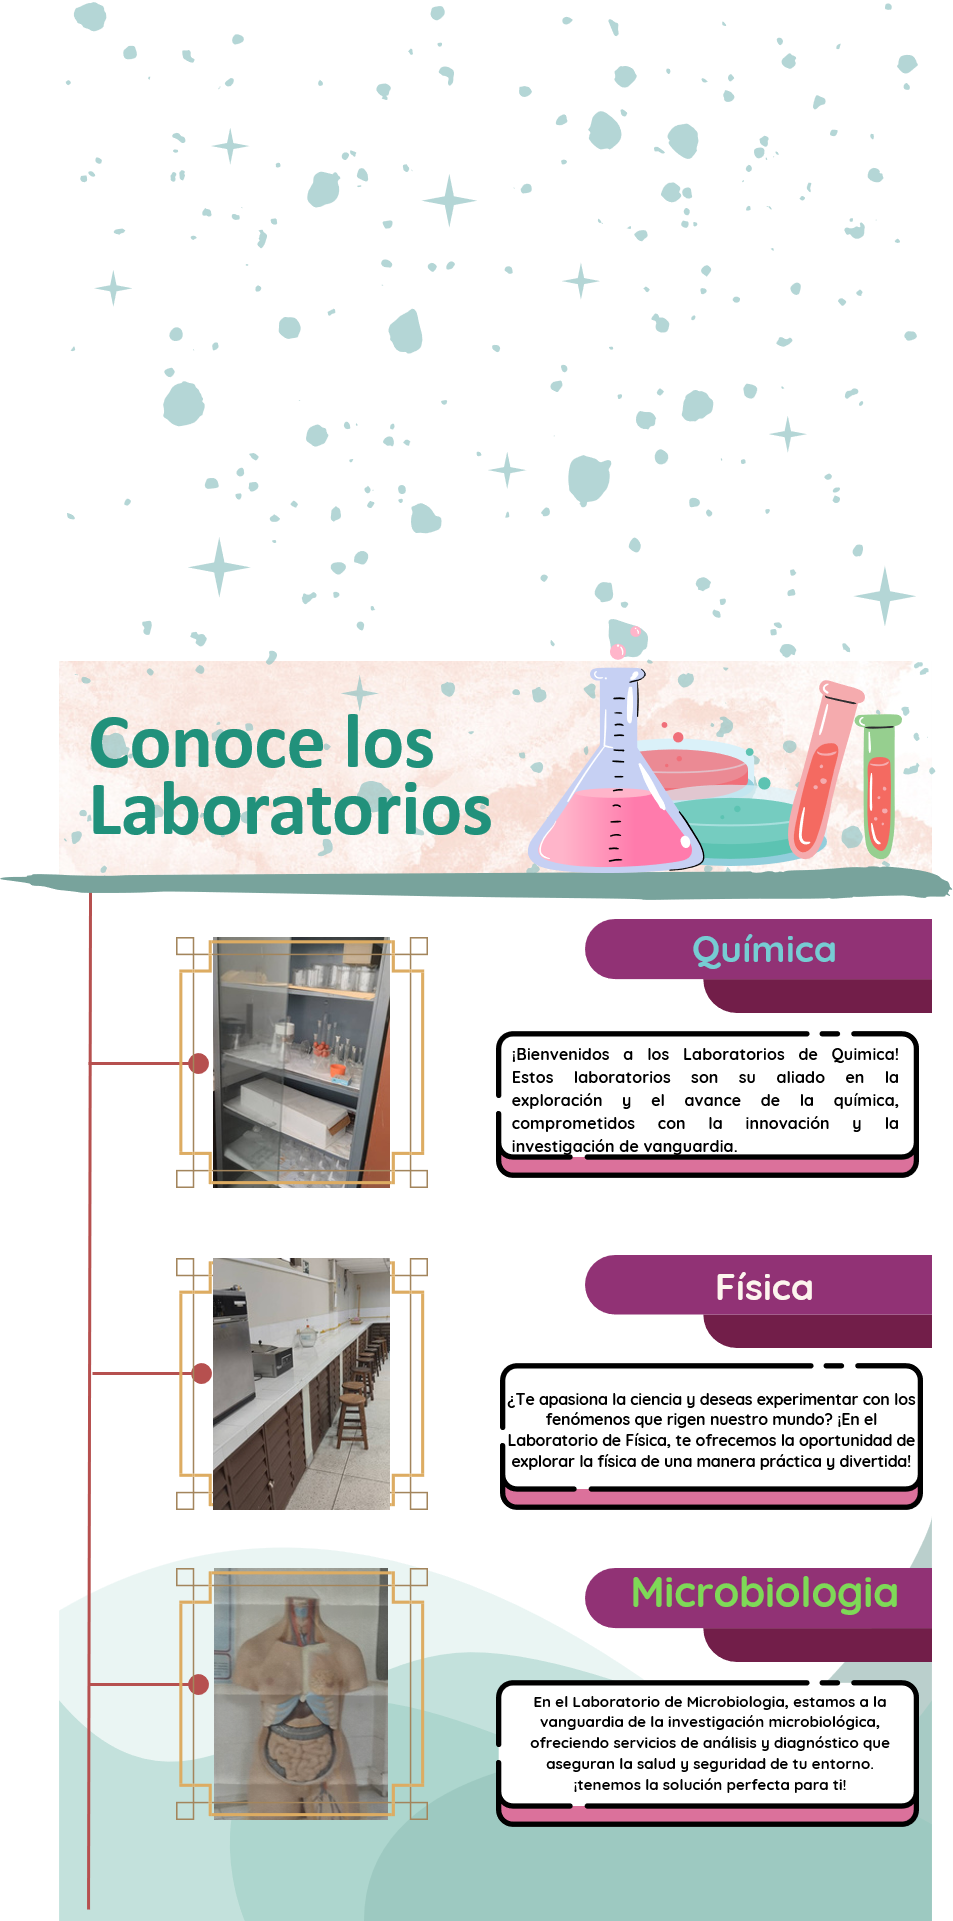 Conoce los
Laboratorios
Química
¡Bienvenidos a los Laboratorios de Quimica!
Estos laboratorios son su aliado en la
exploración y el avance de la química,
comprometidos con la innovación y la
investigación de vanguardia.
Física
¿Te apasiona la ciencia y deseas experimentar con los
fenómenos que rigen nuestro mundo? ¡En el
Laboratorio de Física, te ofrecemos la oportunidad de
explorar la física de una manera práctica y divertida!
Microbiologia
En el Laboratorio de Microbiologia, estamos a la
vanguardia de la investigación microbiológica,
ofreciendo servicios de análisis y diagnóstico que
aseguran la salud y seguridad de tu entorno.
¡tenemos la solución perfecta para ti!